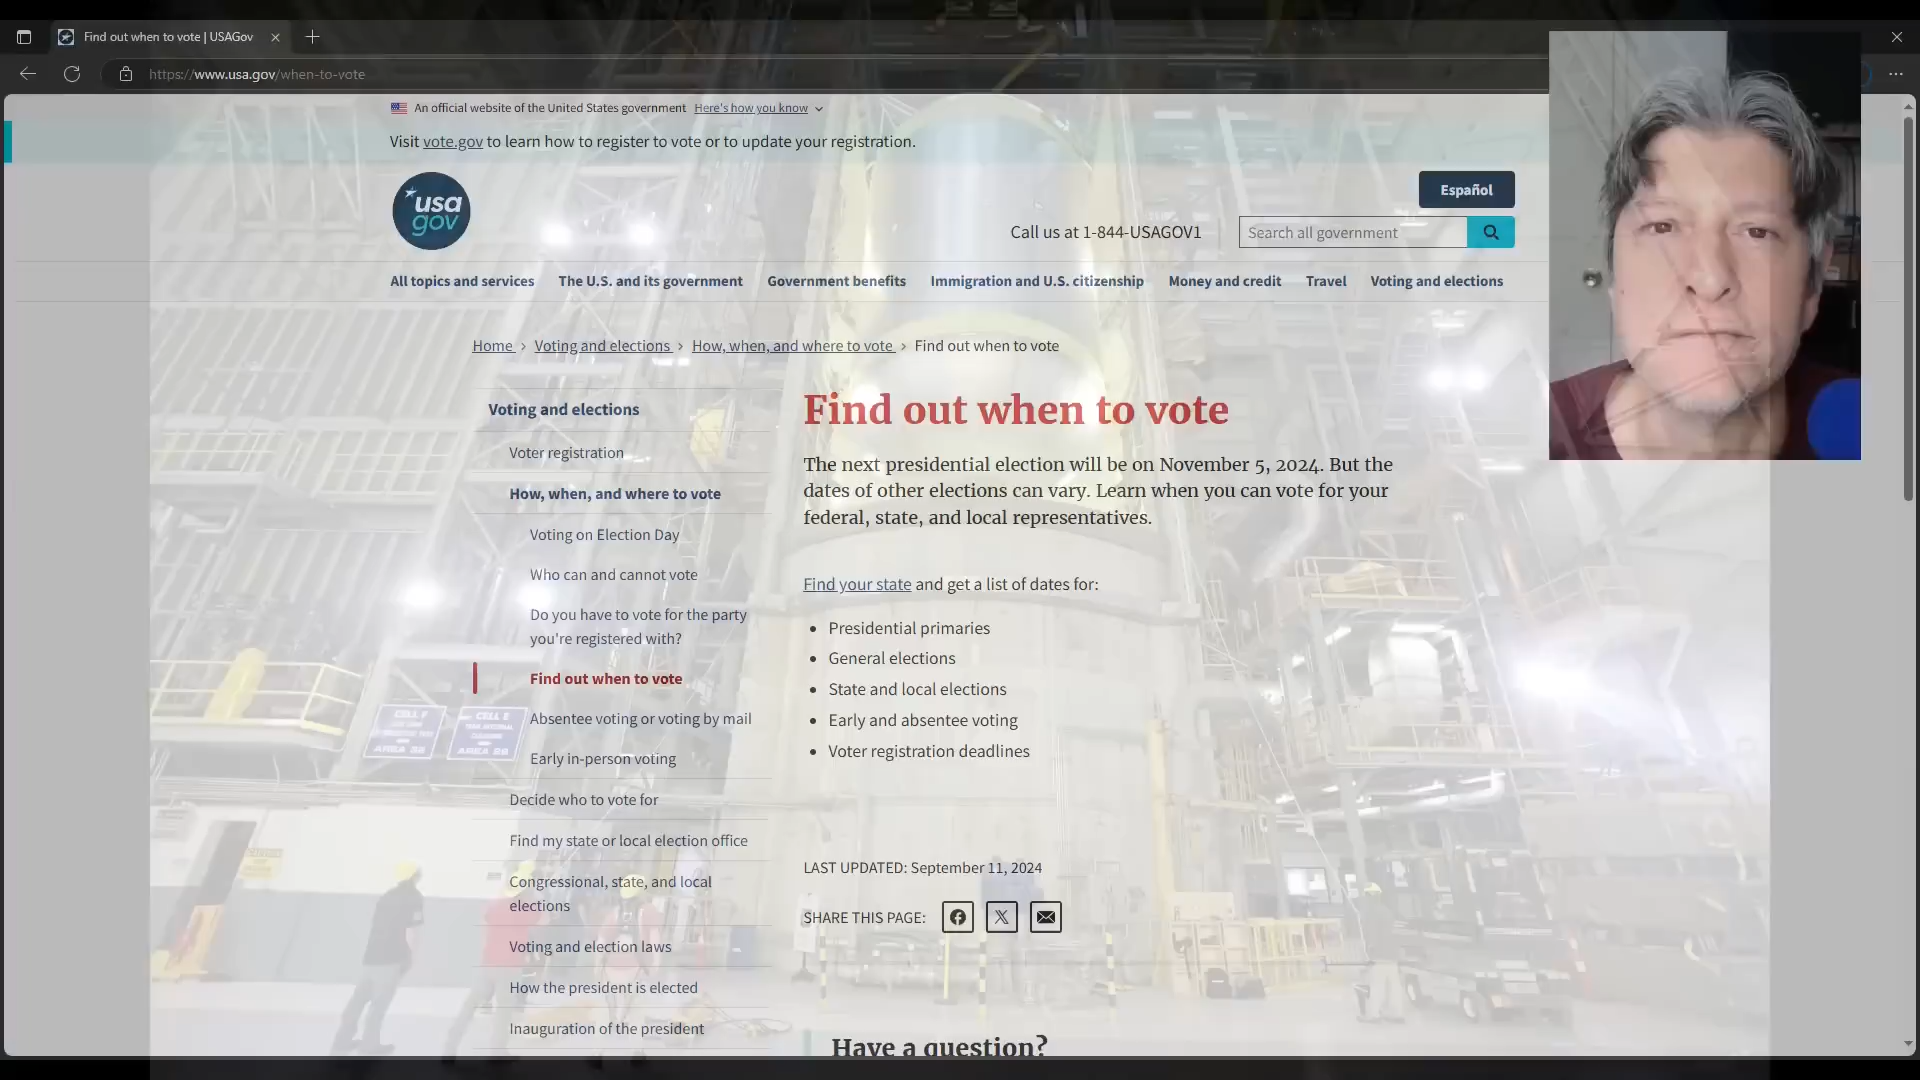 Find out when to vote | USAGov
https://www.usa.gov/when-to-vote
An official website of the United States government Here's how you know
Visit vote.gov to learn how to register to vote or to update your registration.
usa
gov
Español
Call us at 1-844-USAGOV1
Search all government
All topics and services The U.S. and its government Government benefits Immigration and U.S. citizenship Money and credit Travel Voting and elections
Home > Voting and elections > How, when, and where to vote > Find out when to vote
Voting and elections
Voter registration
How, when, and where to vote
Voting on Election Day
Who can and cannot vote
Do you have to vote for the party
you're registered with?
Find out when to vote
Absentee voting or voting by mail
Early in-person voting
Decide who to vote for
Find my state or local election office
Congressional, state, and local
elections
Voting and election laws
How the president is elected
Inauguration of the president
Find out when to vote
The next presidential election will be on November 5, 2024. But the
dates of other elections can vary. Learn when you can vote for your
federal, state, and local representatives.
Find your state and get a list of dates for:
• Presidential primaries
• General elections
• State and local elections
• Early and absentee voting
• Voter registration deadlines
LAST UPDATED: September 11, 2024
SHARE THIS PAGE:
Have a question?
CELL F
CELL E